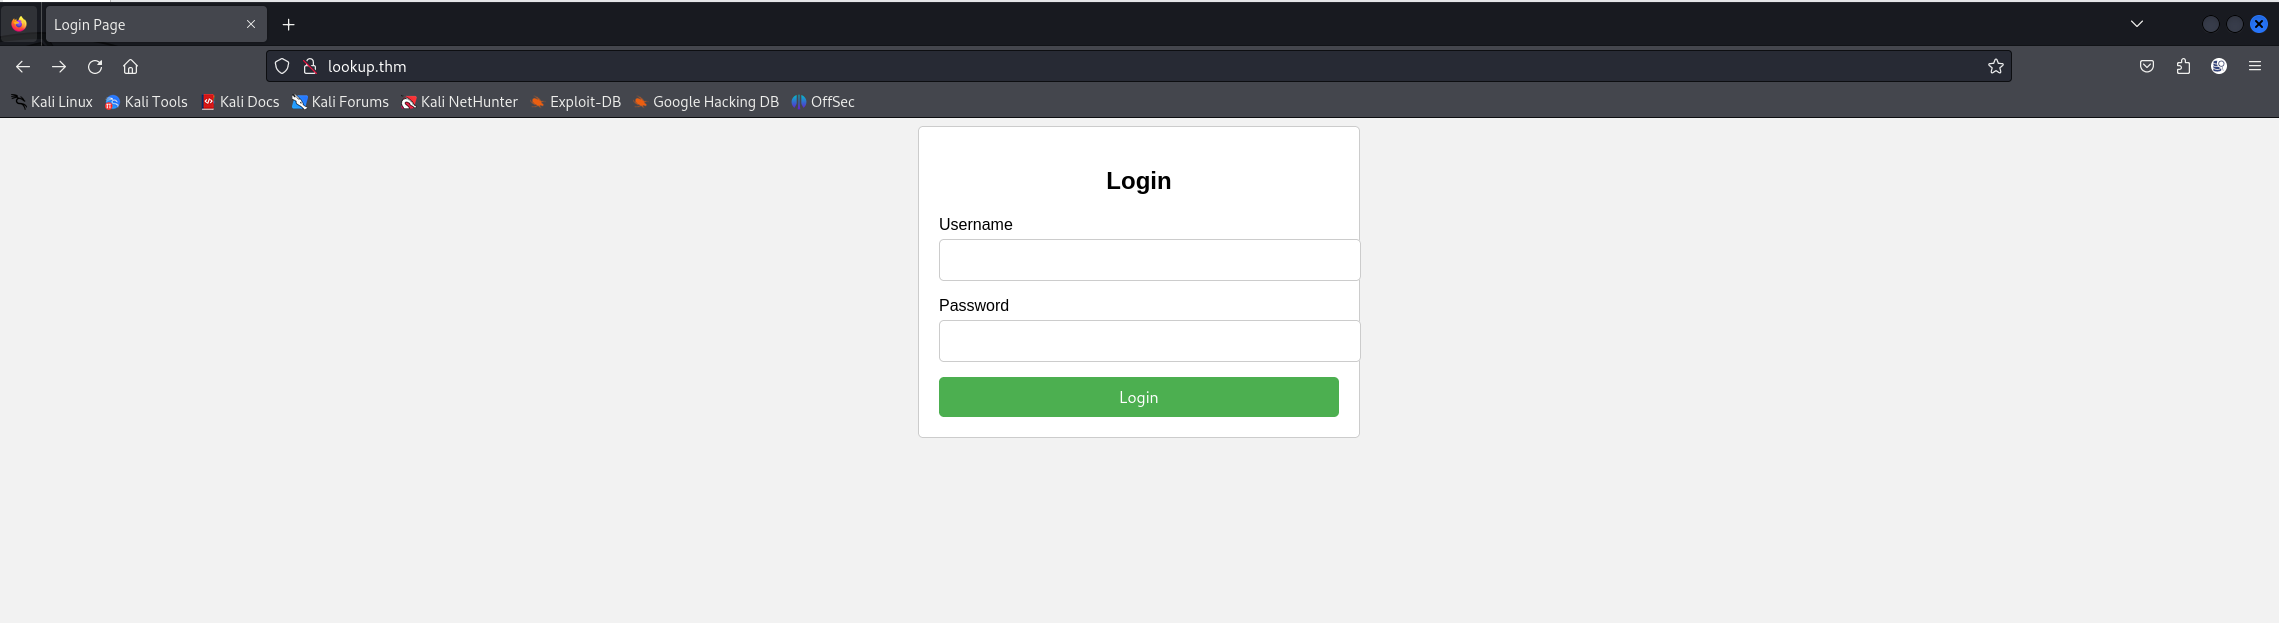 Login Page
lookup.thm
Kali Linux Kali Tools Kali Docs Kali Forums Kali NetHunter Exploit-DB Google Hacking DB OffSec
Login
Username
Password
Login